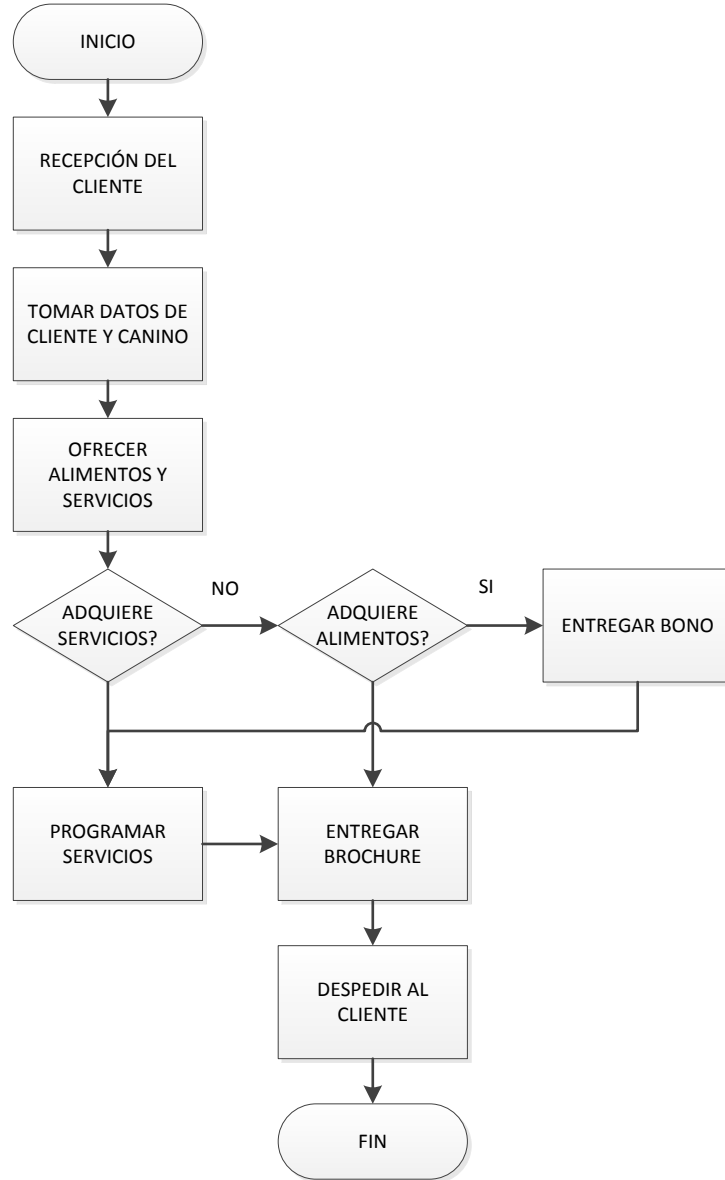 INICIO
RECEPCIÓN DEL
CLIENTE
TOMAR DATOS DE
CLIENTE Y CANINO
OFRECER
ALIMENTOS Y
SERVICIOS
ADQUIERE
SERVICIOS?
NO
ADQUIERE
ALIMENTOS?
SI
ENTREGAR BONO
PROGRAMAR
SERVICIOS
ENTREGAR
BROCHURE
DESPEDIR AL
CLIENTE
FIN